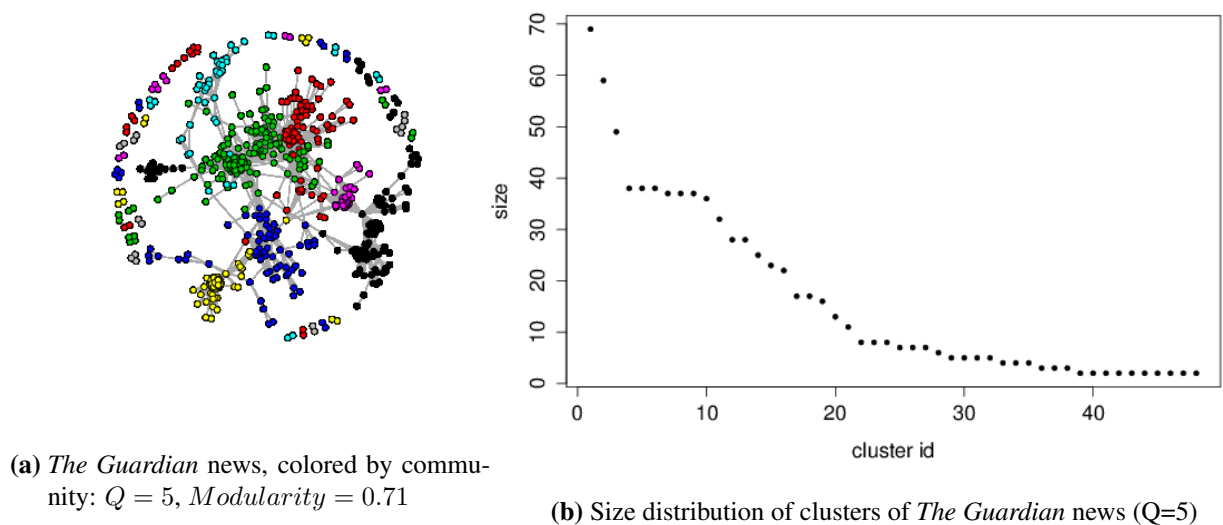 70
60
50
40
30
20
10
0
size
0 10 20 30 40
cluster id
(a) The Guardian news, colored by commu-
nity: Q = 5, Modularity = 0.71
(b) Size distribution of clusters of The Guardian news (Q=5)